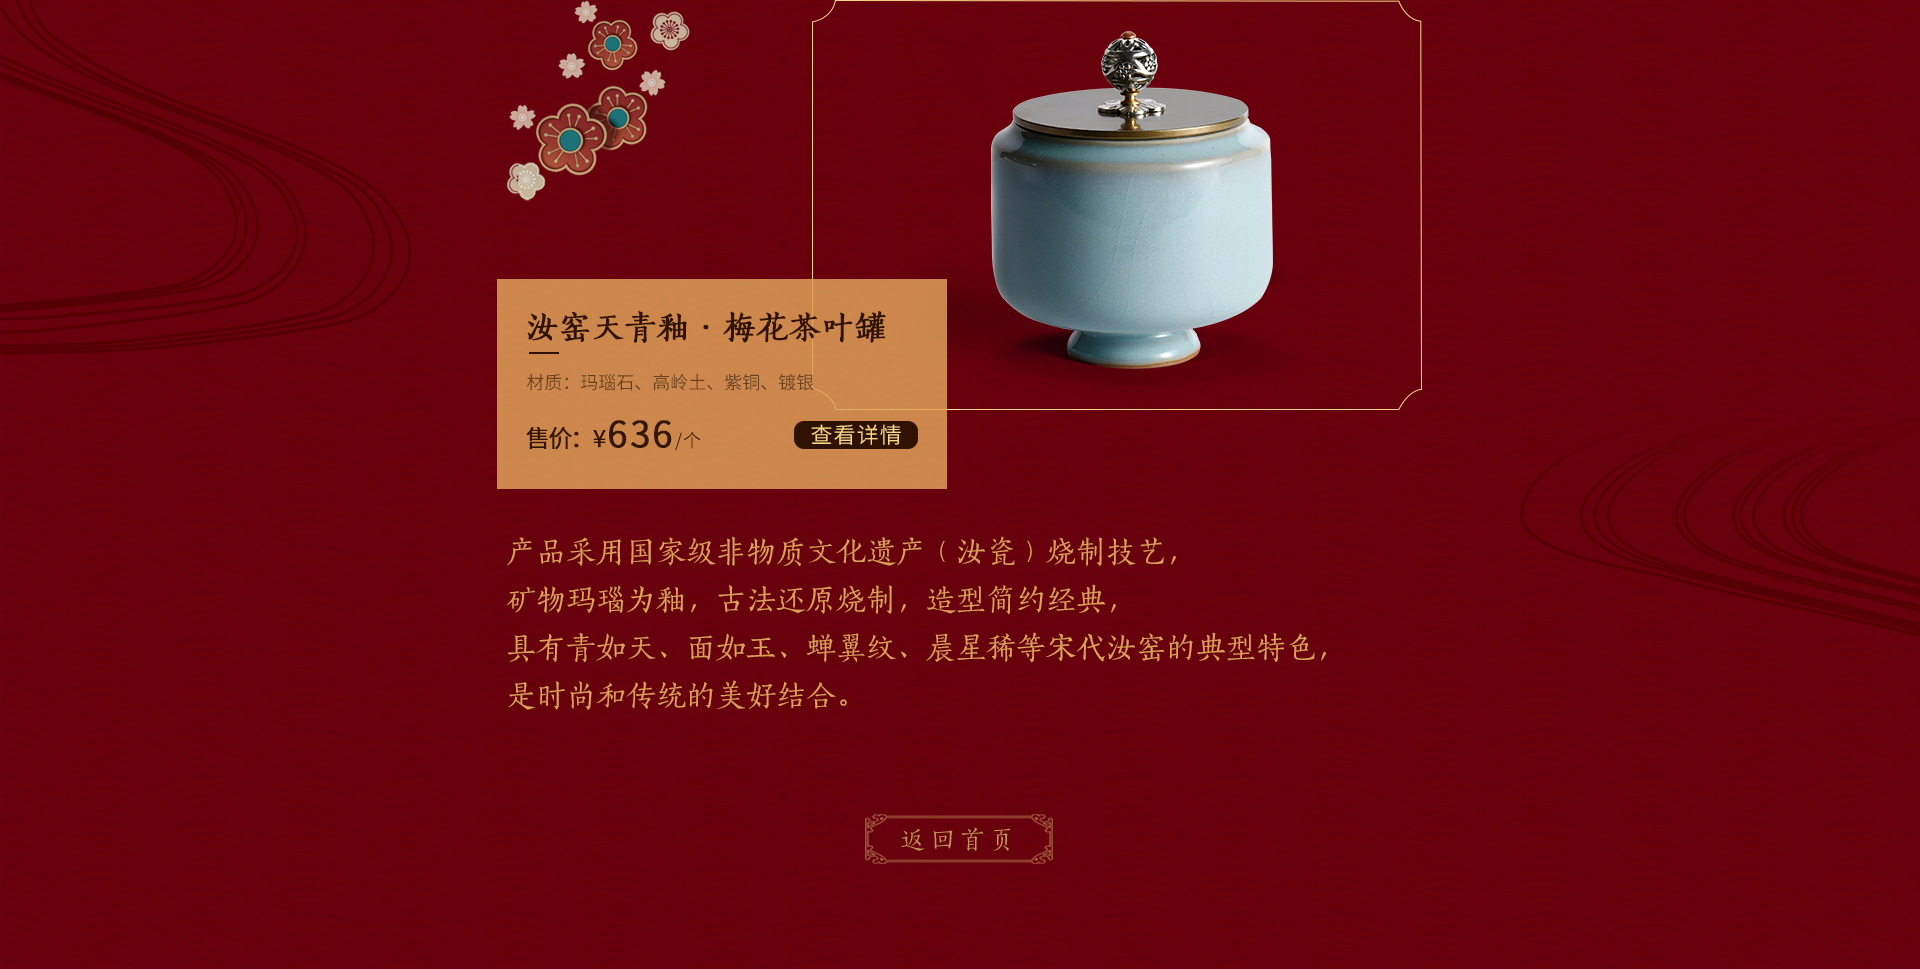 汝窑天青釉·梅花茶叶罐
材质：玛瑙石、高岭土、紫铜、镀银
售价：¥636/个
查看详情
产品采用国家级非物质文化遗产（汝瓷）烧制技艺，
矿物玛瑙为釉，古法还原烧制，造型简约经典，
具有青如天、面如玉、蝉翼纹、晨星稀等宋代汝窑的典型特色，
是时尚和传统的美好结合。
返回首页